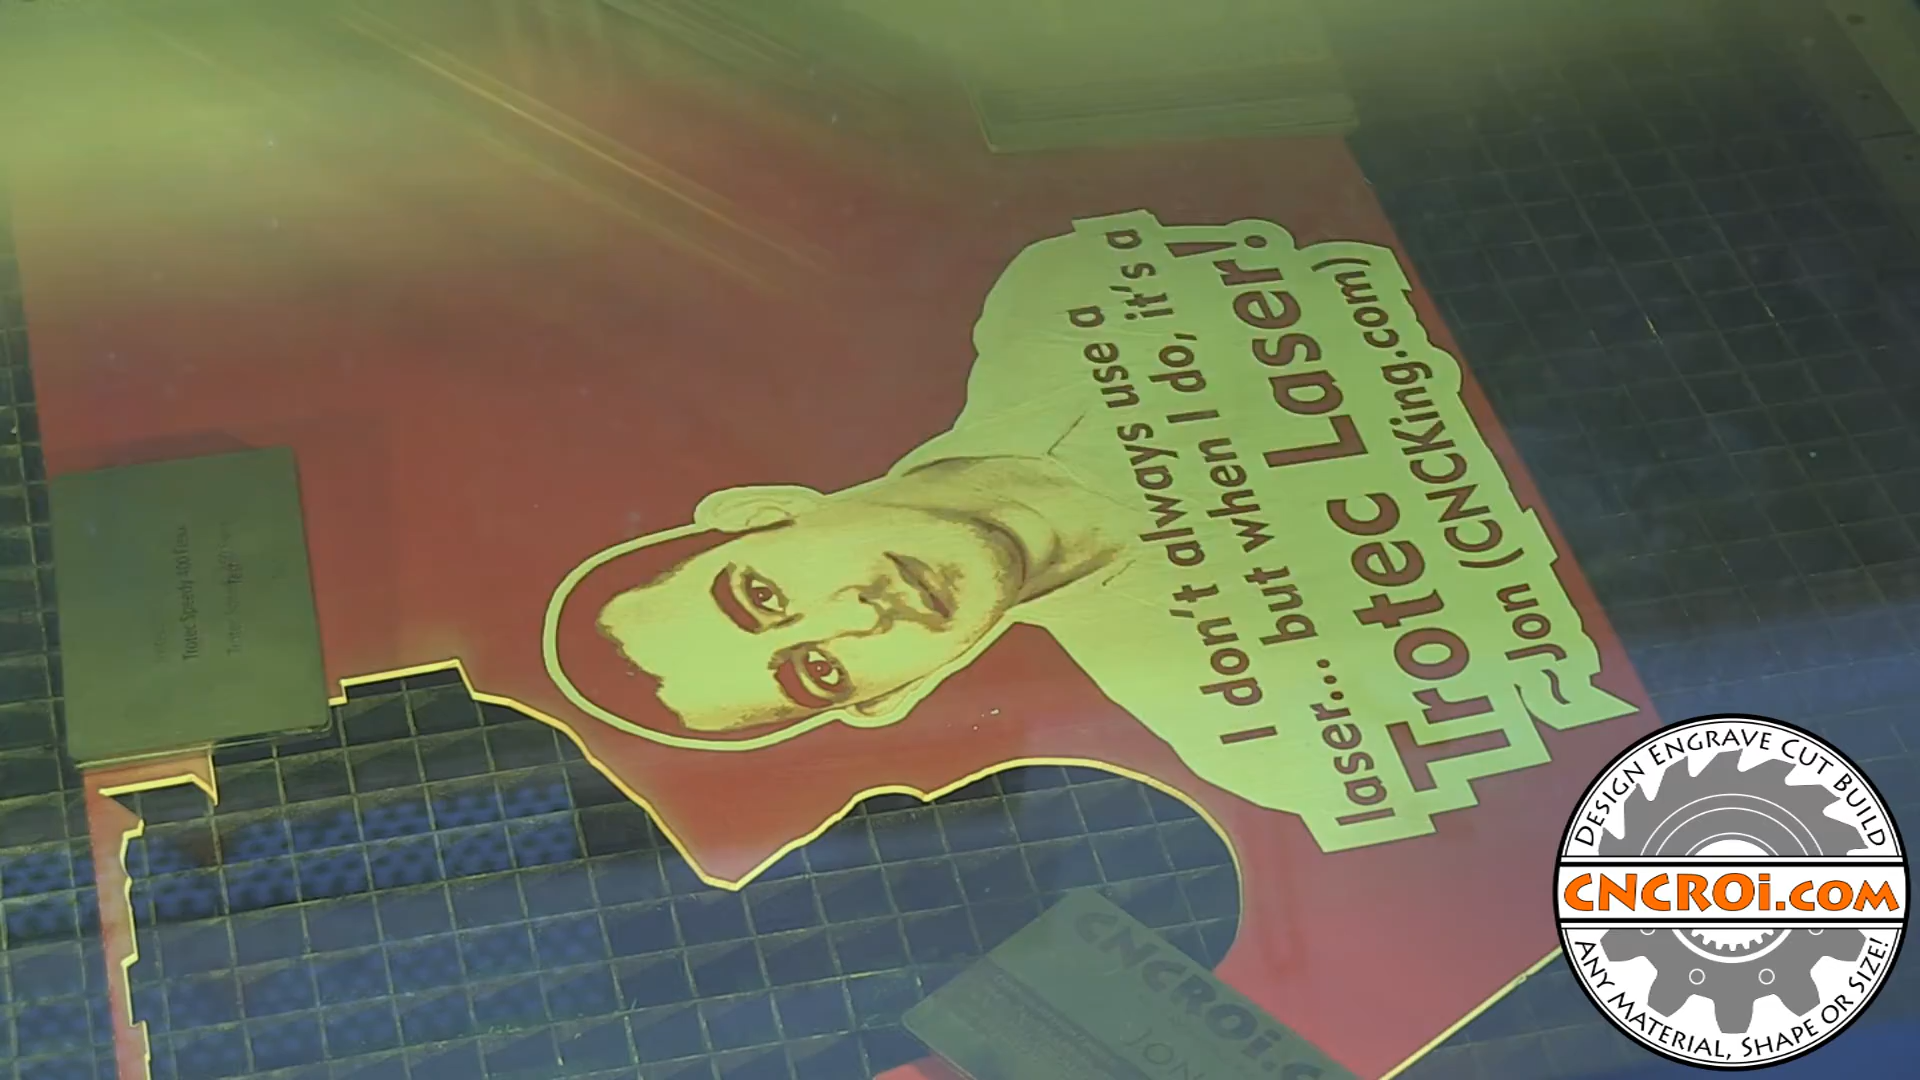 I don't always use a
laser... but when I do, it's a
Trotec Laser!
~Jon (CNCKing.com)
Trotec Speedy 400 Flexx
CNCROi.c
JON
DESIGN ENGRAVE CUT BUILD
CNCROi.com
ANY MATERIAL, SHAPE OR SIZE!